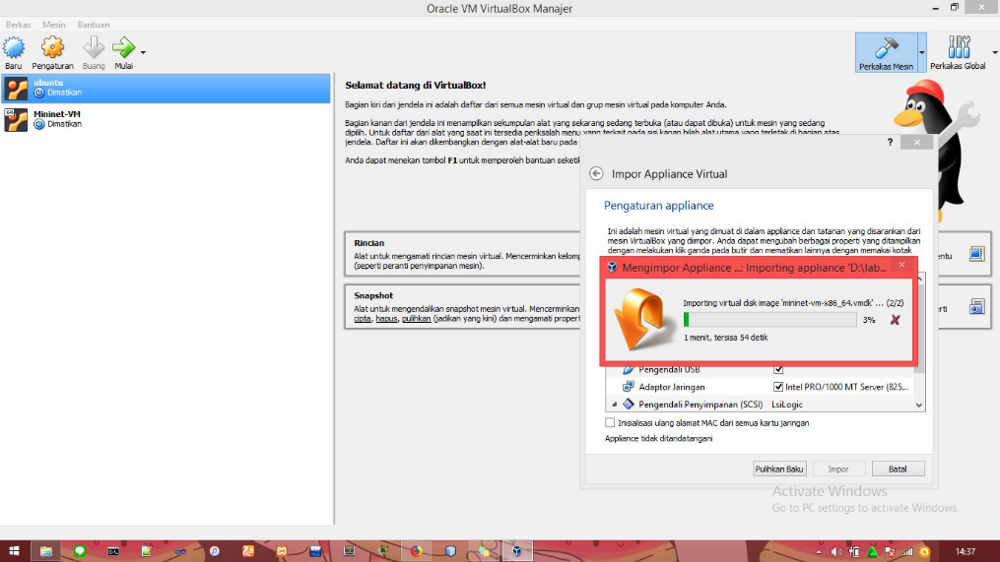 Oracle VM VirtualBox Manajer
Berkas Mesin Bantuan
Baru Pengaturan Buang Mulai
Perkakas Mesin Perkakas Global
ubuntu
Dimatikan
64
Mininet-VM
Dimatikan
Selamat datang di VirtualBox!
Bagian kiri dari jendela ini adalah daftar dari semua mesin virtual dan grup mesin virtual pada komputer Anda.
Bagian kanan dari jendela ini menampilkan sekumpulan alat yang sekarang sedang terbuka (atau dapat dibuka) untuk mesin yang sedang
dipilih. Untuk daftar dari alat yang saat ini tersedia periksalah menu yang terkait pada sisi kanan bilah alat utama yang terletak di bagian atas
jendela. Daftar ini akan dikembangkan dengan alat-alat baru pada
Anda dapat menekan tombol F1 untuk memperoleh bantuan seketi
Rincian
Alat untuk mengamati rincian mesin virtual. Mencerminkan kelomp
(seperti peranti penyimpanan mesin).
entu
Snapshot
Alat untuk mengendalikan snapshot mesin virtual. Mencerminkan
cipta, hapus, pulihkan (jadikan yang kini) dan mengamati propert
rti
?
Impor Appliance Virtual
Pengaturan appliance
Ini adalah mesin virtual yang dimuat di dalam appliance dan tatanan yang disarankan dari
mesin VirtualBox yang diimpor. Anda dapat mengubah berbagai properti yang ditampilkan
dengan melakukan klik ganda pada butir dan mematikan lainnya dengan memakai kotak
Mengimpor Appliance ...: Importing appliance 'D:\lab...
Importing virtual disk image 'mininet-vm-x86_64.vmdk' ... (2/2)
3%
1 menit, tersisa 54 detik
Pengendali USB
Adaptor Jaringan Intel PRO/1000 MT Server (825...
Pengendali Penyimpanan (SCSI) LsiLogic
Inisialisasi ulang alamat MAC dari semua kartu jaringan
Appliance tidak ditandatangani
Pulihkan Baku Impor Batal
Activate Windows
Go to PC settings to activate Windows.
14:37